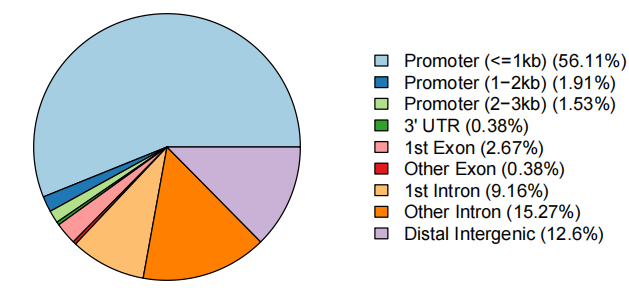 Promoter (<=1kb) (56.11%)
Promoter (1−2kb) (1.91%)
Promoter (2−3kb) (1.53%)
3' UTR (0.38%)
1st Exon (2.67%)
Other Exon (0.38%)
1st Intron (9.16%)
Other Intron (15.27%)
Distal Intergenic (12.6%)